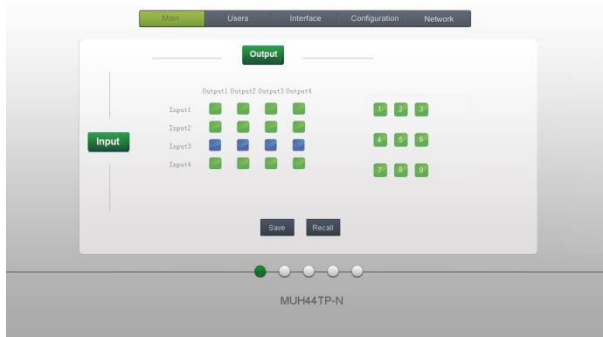 Main Users Interface Configuration Network
Output
Output1 Output2 Output3 Output4
Input1
1 2 3
Input2
Input
Input3
4 5 6
Input4
7 8 9
Save Recall
MUH44TP-N